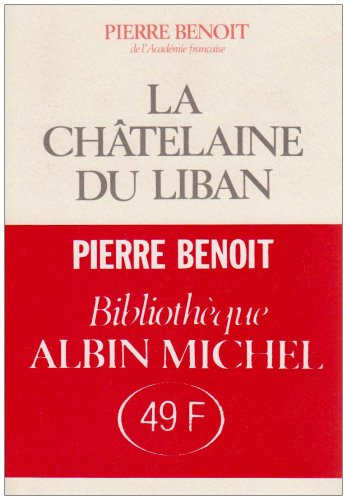 PIERRE BENOIT
de l'Académie française
LA
CHÂTELAINE
DU LIBAN
PIERRE BENOIT
Bibliothèque
ALBIN MICHEL
49 F